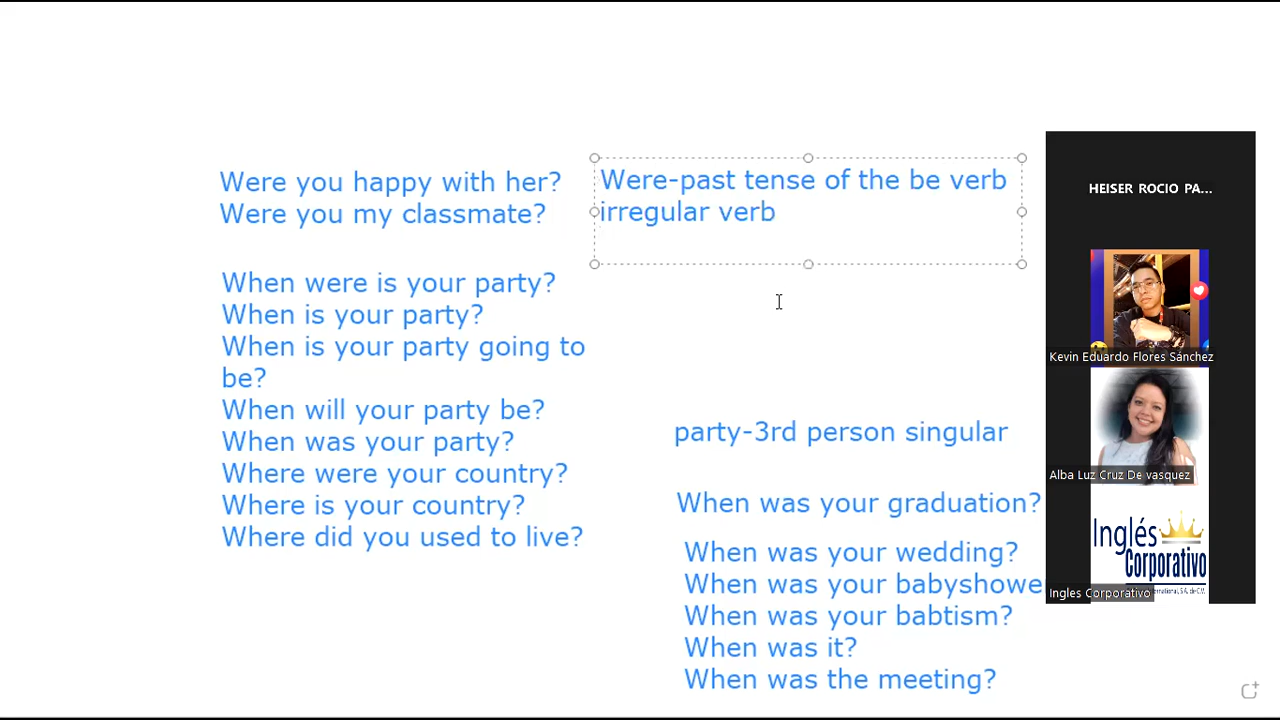 Were you happy with her?
Were you my classmate?
Were-past tense of the be verb
irregular verb
When were is your party?
When is your party?
When is your party going to
be?
When will your party be?
When was your party?
Where were your country?
Where is your country?
Where did you used to live?
party-3rd person singular
When was your graduation?
When was your wedding?
When was your babyshowe
When was your babtism?
When was it?
When was the meeting?
HEISER ROCIO PA...
Kevin Eduardo Flores Sánchez
Alba Luz Cruz De vasquez
Inglés
Corporativo
Ingles Corporativo